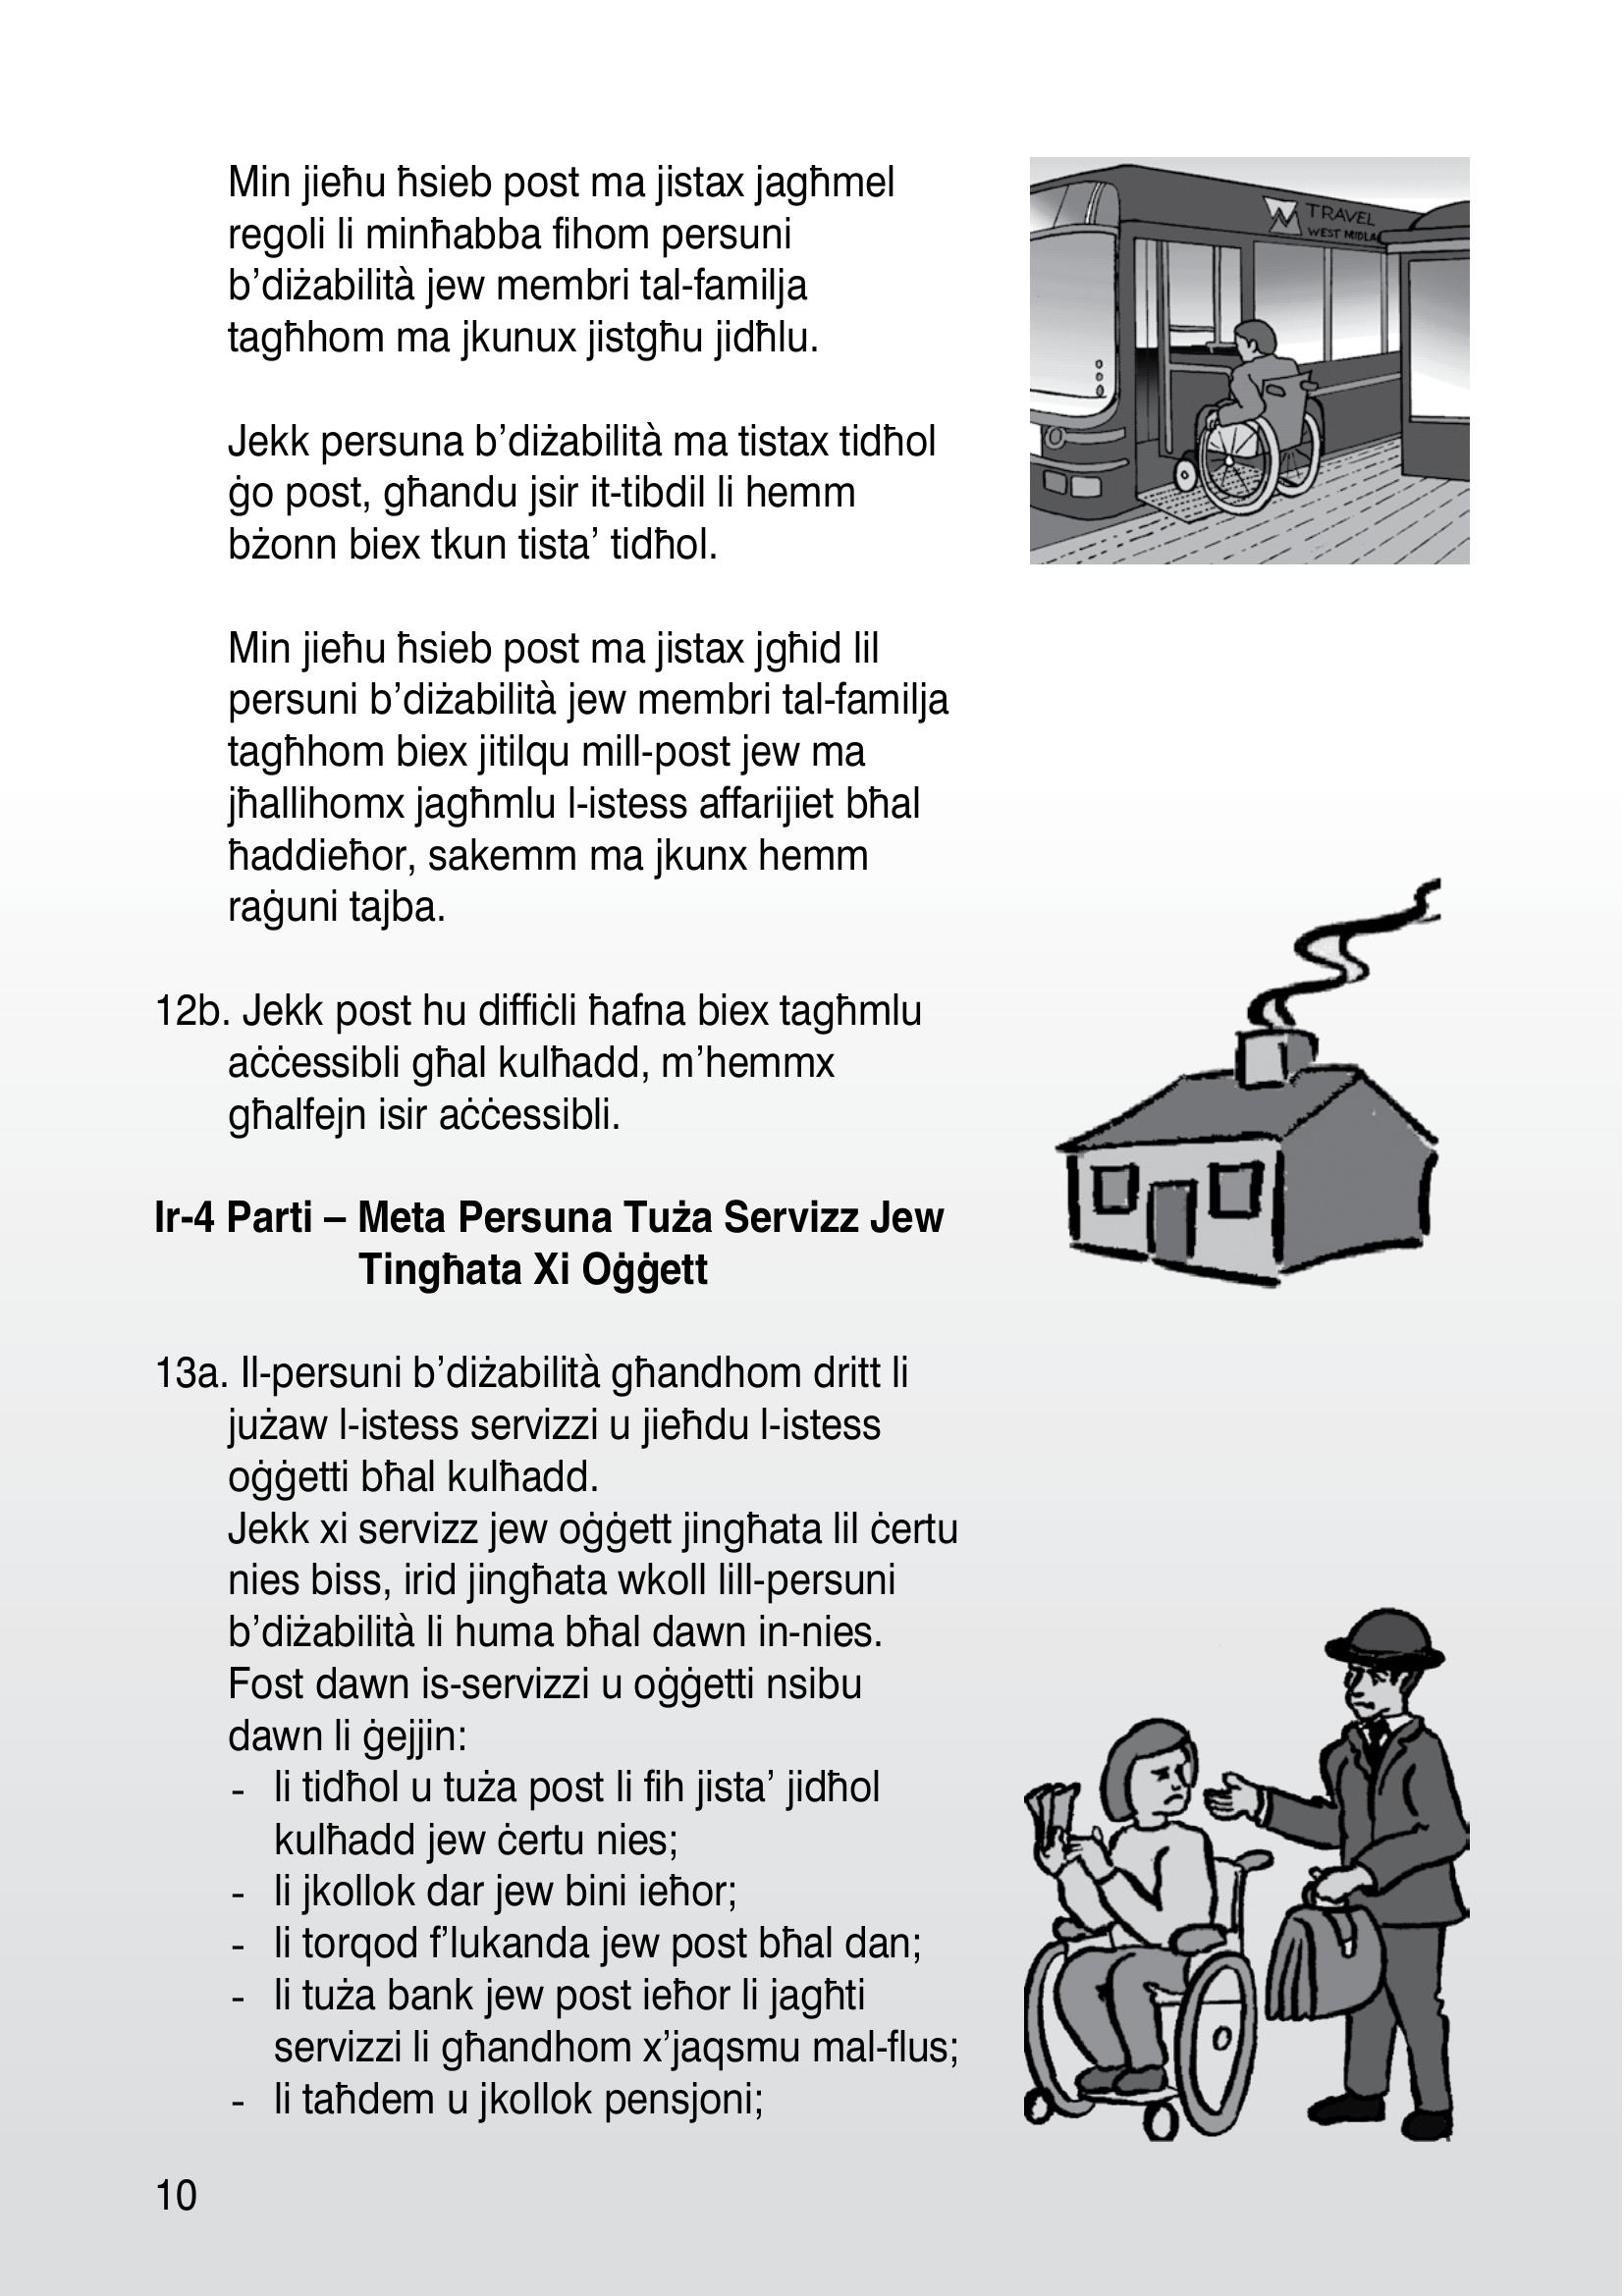 Min jieħu ħsieb post ma jistax jagħmel
regoli li minħabba fihom persuni
b’diżabilità jew membri tal-familja
tagħhom ma jkunux jistgħu jidħlu.
Jekk persuna b’diżabilità ma tistax tidħol
ġo post, għandu jsir it-tibdil li hemm
bżonn biex tkun tista’ tidħol.
Min jieħu ħsieb post ma jistax jgħid lil
persuni b’diżabilità jew membri tal-familja
tagħhom biex jitilqu mill-post jew ma
jħallihomx jagħmlu l-istess affarijiet bħal
ħaddieħor, sakemm ma jkunx hemm
raġuni tajba.
12b. Jekk post hu diffiċli ħafna biex tagħmlu
aċċessibli għal kulħadd, m’hemmx
għalfejn isir aċċessibli.
Ir-4 Parti – Meta Persuna Tuża Servizz Jew
Tingħata Xi Oġġett
13a. Il-persuni b’diżabilità għandhom dritt li
jużaw l-istess servizzi u jieħdu l-istess
oġġetti bħal kulħadd.
Jekk xi servizz jew oġġett jingħata lil ċertu
nies biss, irid jingħata wkoll lill-persuni
b’diżabilità li huma bħal dawn in-nies.
Fost dawn is-servizzi u oġġetti nsibu
dawn li ġejjin:
- li tidħol u tuża post li fih jista’ jidħol
kulħadd jew ċertu nies;
- li jkollok dar jew bini ieħor;
- li torqod f’lukanda jew post bħal dan;
- li tuża bank jew post ieħor li jagħti
servizzi li għandhom x’jaqsmu mal-flus;
- li taħdem u jkollok pensjoni;
10
TRAVEL
WEST MIDLA